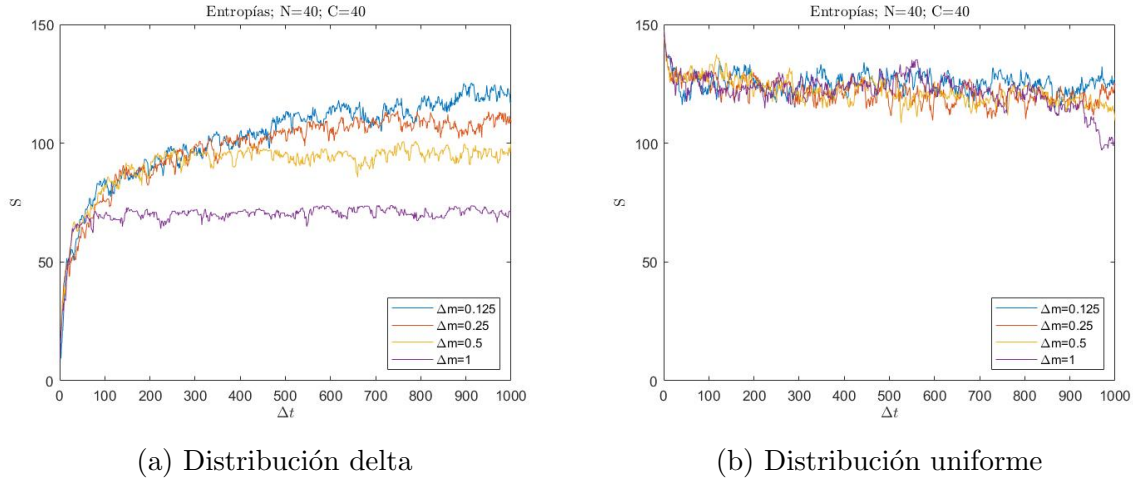 Entropías; N=40; C=40
150
100
50
0
S
0 100 200 300 400 500 600 700 800 900 1000
Δt
Δm=0.125
Δm=0.25
Δm=0.5
Δm=1
(a) Distribución delta
Entropías; N=40; C=40
150
100
50
0
S
0 100 200 300 400 500 600 700 800 900 1000
Δt
Δm=0.125
Δm=0.25
Δm=0.5
Δm=1
(b) Distribución uniforme